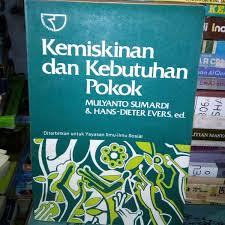 Kemiskinan
dan Kebutuhan
Pokok
MULYANTO SUMARDI
& HANS-DIETER EVERS, ed.
Diterbitkan untuk Yayasan Ilmu-Ilmu Sosial